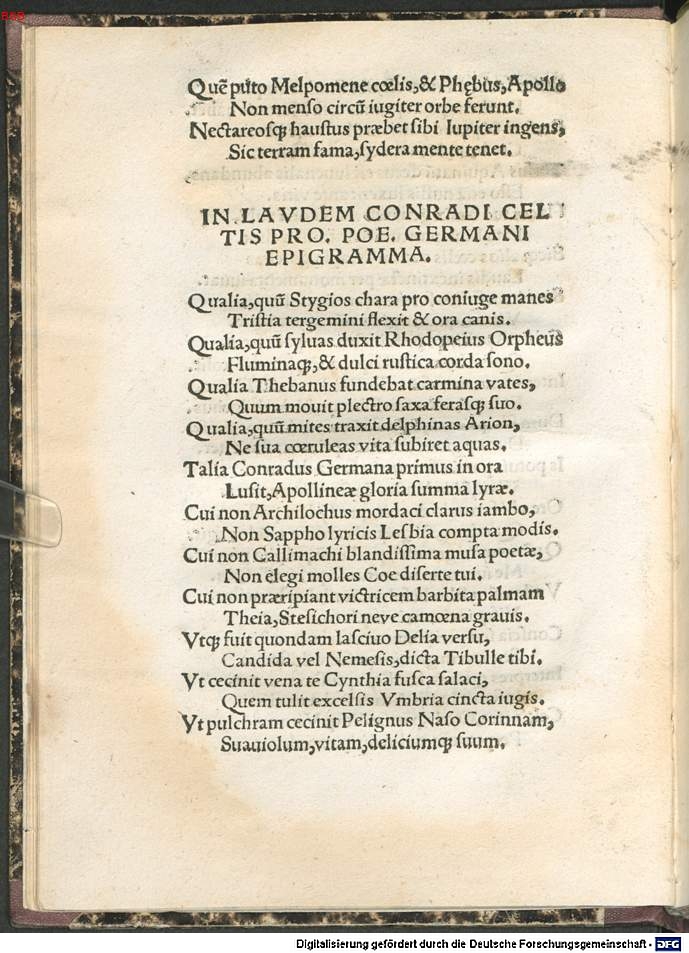 Quē puto Melpomene cœlis, & Phębus, Apollo
Non menso circū iugiter orbe ferunt.
Nectareosq; haustus præbet sibi Iupiter ingens,
Sic terram fama, sydera mente tenet.
IN LAVDEM CONRADI CEL
TIS PRO. POE. GERMANI
EPIGRAMMA.
Qualia, quū Stygios chara pro coniuge manes
Tristia tergemini flexit & ora canis.
Qualia, quū syluas duxit Rhodopeius Orpheus
Fluminaq;, & dulci rustica corda sono.
Qualia Thebanus fundebat carmina vates,
Quum mouit plectro saxa ferasq; suo.
Qualia, quū mites traxit delphinas Arion,
Ne sua cœruleas vita subiret aquas.
Talia Conradus Germana primus in ora
Lusit, Apollineæ gloria summa lyræ.
Cui non Archilochus mordaci clarus iambo,
Non Sappho lyricis Lesbia compta modis.
Cui non Callimachi blandissima musa poetæ,
Non elegi molles Coe diserte tui.
Cui non præripiant victricem barbita palmam
Theia, Stesichori neve camœna grauis.
Vtq; fuit quondam lasciuo Delia versu,
Candida vel Nemesis, dicta Tibulle tibi.
Vt cecinit vena te Cynthia fusca salaci,
Quem tulit excelsis Vmbria cincta iugis.
Vt pulchram cecinit Pelignus Naso Corinnam,
Suauiolum, vitam, deliciumq; suum.
Digitalisierung gefördert durch die Deutsche Forschungsgemeinschaft - DFG